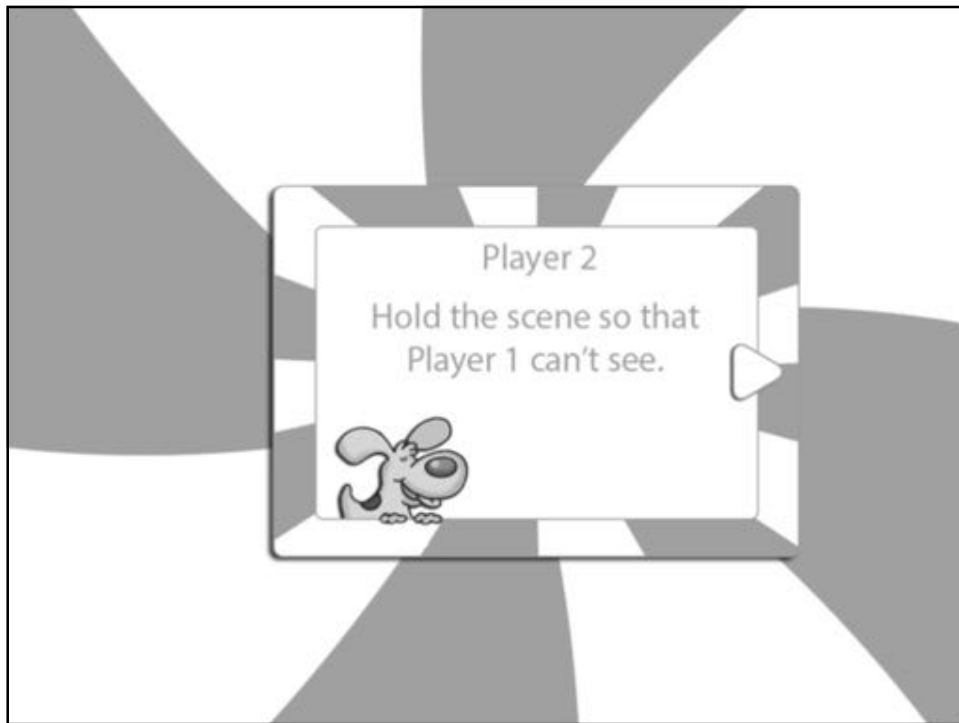 Player 2
Hold the scene so that
Player 1 can't see.